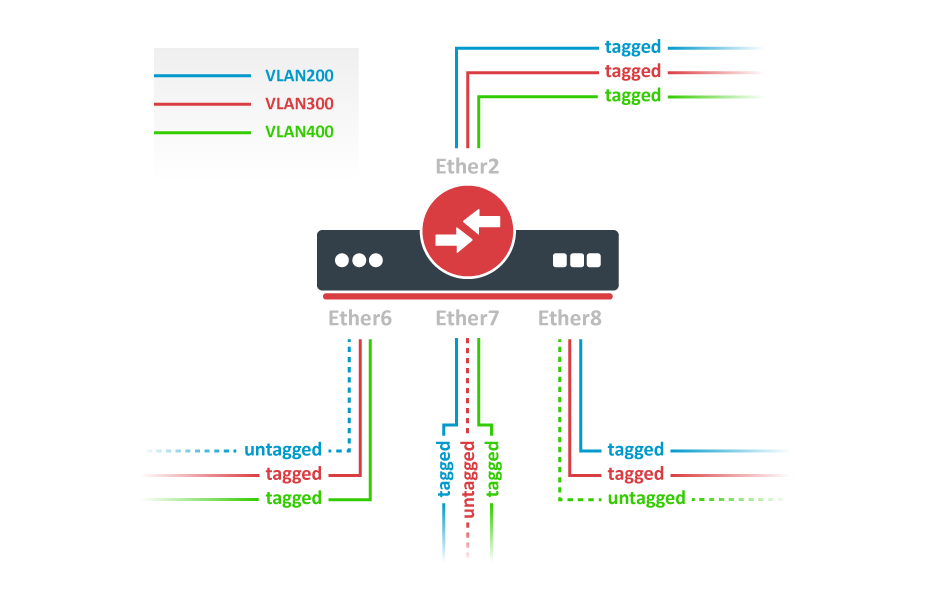 tagged
tagged
tagged
VLAN200
VLAN300
VLAN400
Ether2
Ether6
Ether7
Ether8
untagged
tagged
tagged
tagged
untagged
tagged
tagged
tagged
untagged